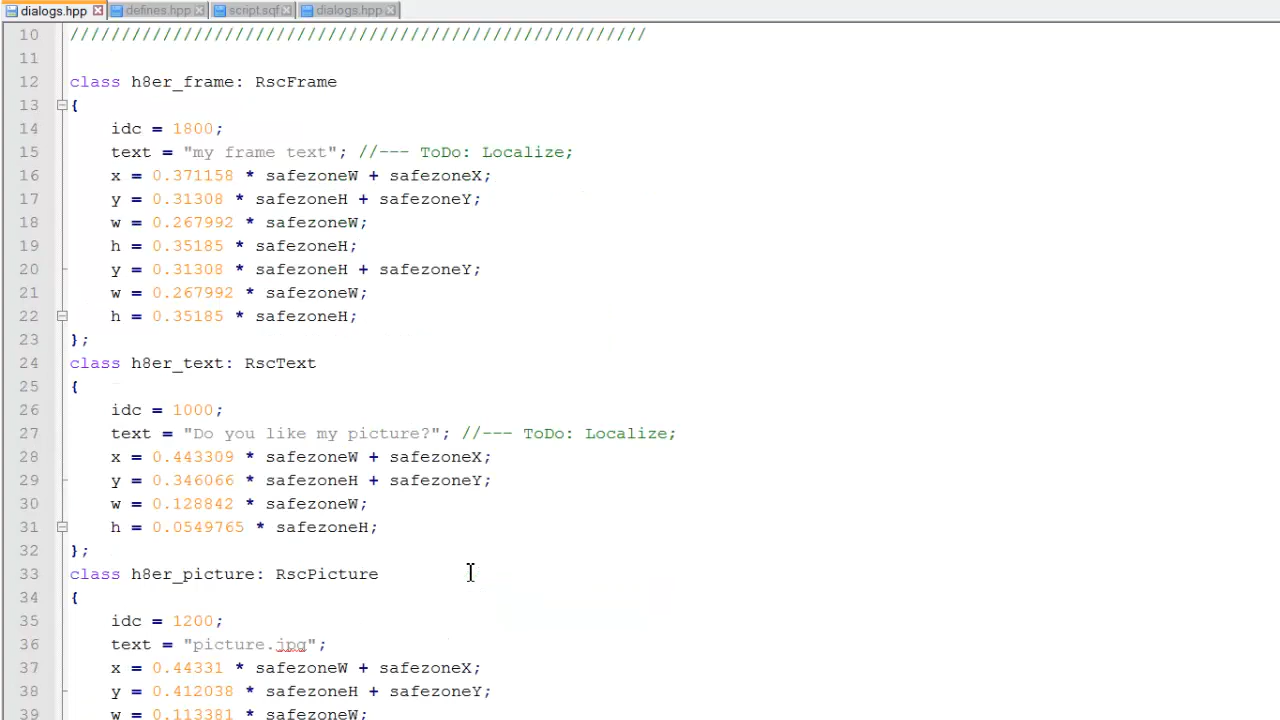 dialogs.hpp defines.hpp script.sqf dialogs.hpp
10 ////////////////////////////////////////////////////////
11
12 class h8er_frame: RscFrame
13 {
14 idc = 1800;
15 text = "my frame text"; //--- ToDo: Localize;
16 x = 0.371158 * safezoneW + safezoneX;
17 y = 0.31308 * safezoneH + safezoneY;
18 w = 0.267992 * safezoneW;
19 h = 0.35185 * safezoneH;
20 y = 0.31308 * safezoneH + safezoneY;
21 w = 0.267992 * safezoneW;
22 h = 0.35185 * safezoneH;
23 };
24 class h8er_text: RscText
25 {
26 idc = 1000;
27 text = "Do you like my picture?"; //--- ToDo: Localize;
28 x = 0.443309 * safezoneW + safezoneX;
29 y = 0.346066 * safezoneH + safezoneY;
30 w = 0.128842 * safezoneW;
31 h = 0.0549765 * safezoneH;
32 };
33 class h8er_picture: RscPicture
34 {
35 idc = 1200;
36 text = "picture.jpg";
37 x = 0.44331 * safezoneW + safezoneX;
38 y = 0.412038 * safezoneH + safezoneY;
39 w = 0.113381 * safezoneW;